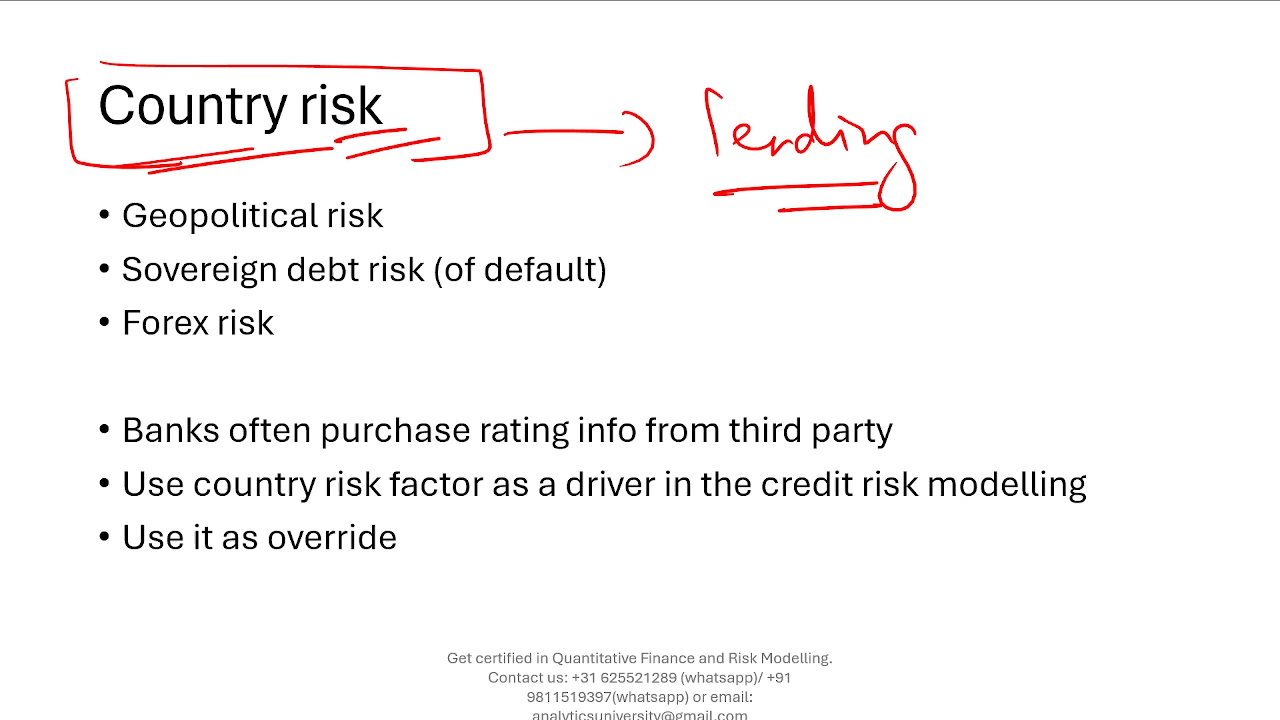 Country risk
lending
• Geopolitical risk
• Sovereign debt risk (of default)
• Forex risk
• Banks often purchase rating info from third party
• Use country risk factor as a driver in the credit risk modelling
• Use it as override
Get certified in Quantitative Finance and Risk Modelling.
Contact us: +31 625521289 (whatsapp)/ +91
9811519397(whatsapp) or email:
analyticsuniversity@gmail.com